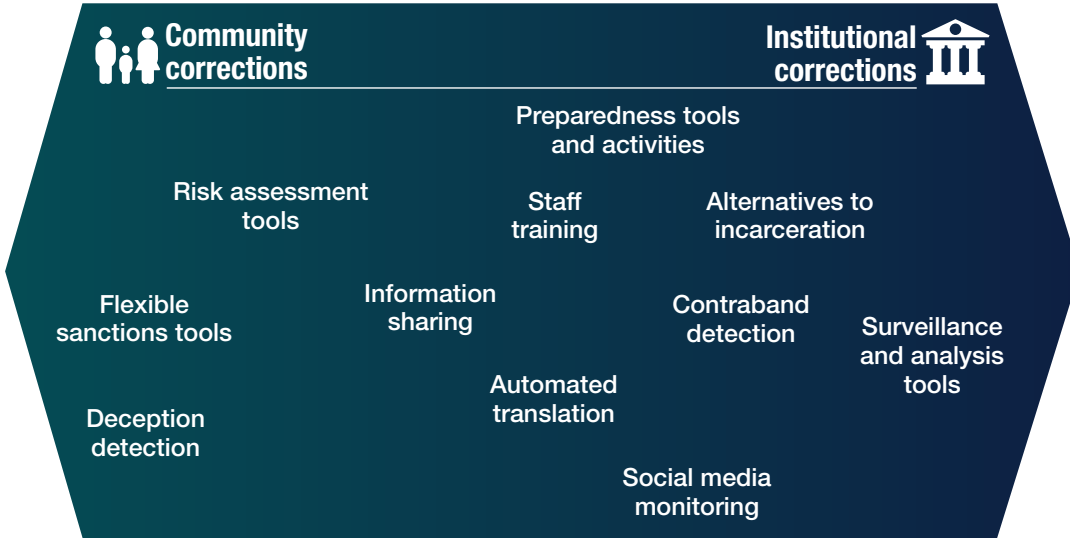 Community
corrections
Institutional
corrections
Preparedness tools
and activities
Risk assessment
tools
Staff
training
Alternatives to
incarceration
Information
sharing
Flexible
sanctions tools
Contraband
detection
Surveillance
and analysis
tools
Automated
translation
Deception
detection
Social media
monitoring